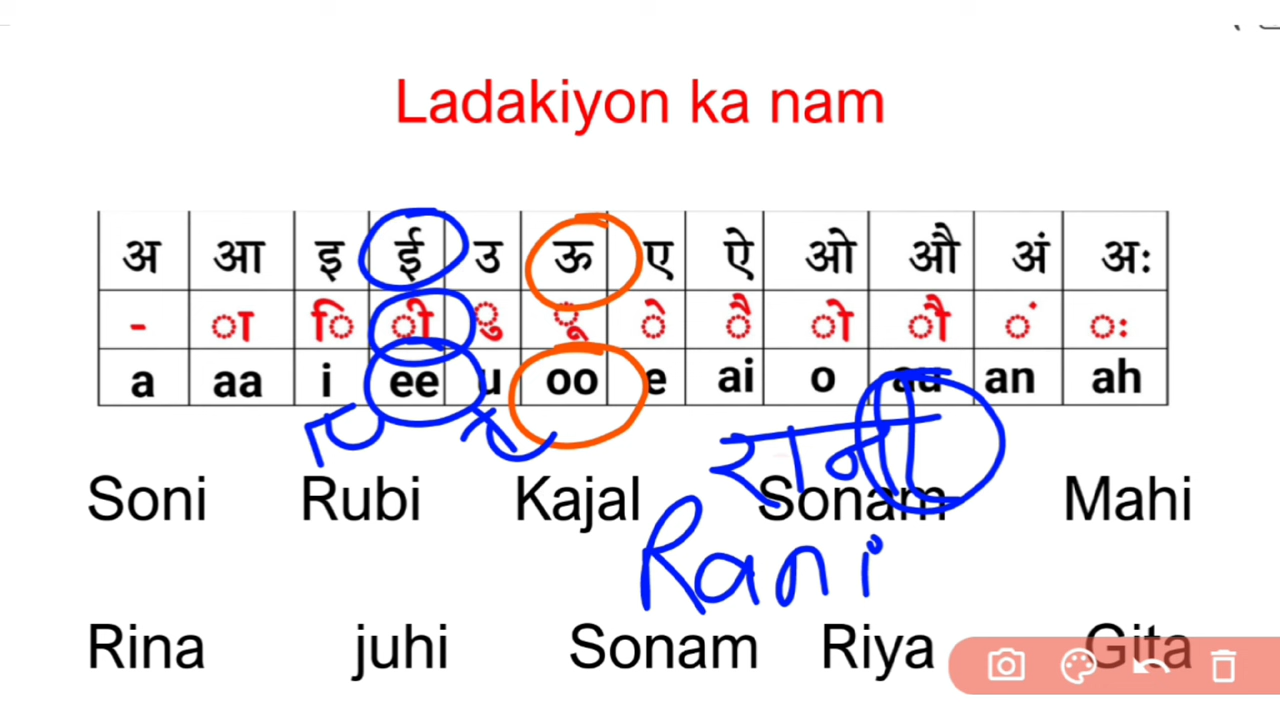 Ladakiyon ka nam
अ आ इ ई उ ऊ ए ऐ ओ औ अं अः
- ा ि ी ु ू े ै ो ौ ं ः
a aa i ee u oo e ai o au an ah
रानी
Soni Rubi Kajal Sonam Mahi
Rani
Rina juhi Sonam Riya Gita